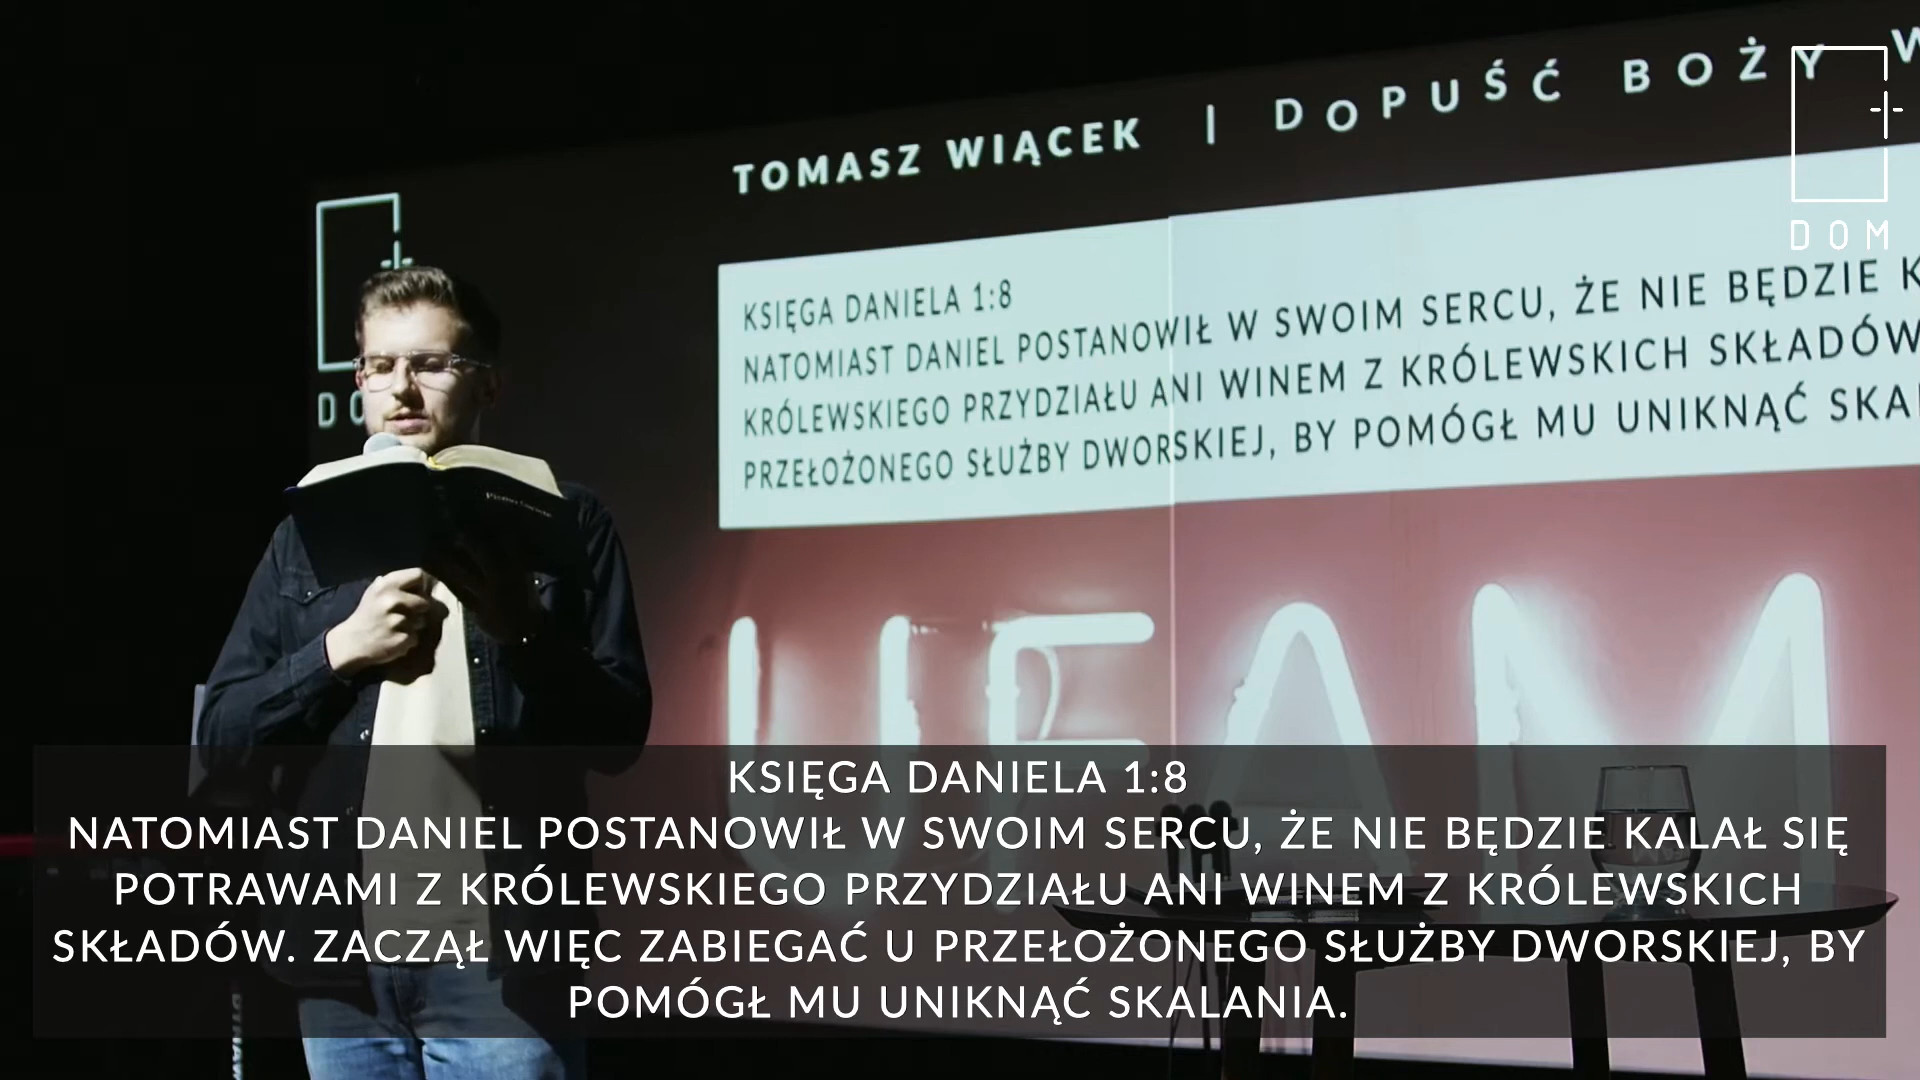 TOMASZ WIĄCEK | DOPUŚĆ BOŻY
DOM
KSIĘGA DANIELA 1:8
NATOMIAST DANIEL POSTANOWIŁ W SWOIM SERCU, ŻE NIE BĘDZIE
KRÓLEWSKIEGO PRZYDZIAŁU ANI WINEM Z KRÓLEWSKICH SKŁADÓW
PRZEŁOŻONEGO SŁUŻBY DWORSKIEJ, BY POMÓGŁ MU UNIKNĄĆ
UFAM
KSIĘGA DANIELA 1:8
NATOMIAST DANIEL POSTANOWIŁ W SWOIM SERCU, ŻE NIE BĘDZIE KALAŁ SIĘ
POTRAWAMI Z KRÓLEWSKIEGO PRZYDZIAŁU ANI WINEM Z KRÓLEWSKICH
SKŁADÓW. ZACZĄŁ WIĘC ZABIEGAĆ U PRZEŁOŻONEGO SŁUŻBY DWORSKIEJ, BY
POMÓGŁ MU UNIKNĄĆ SKALANIA.